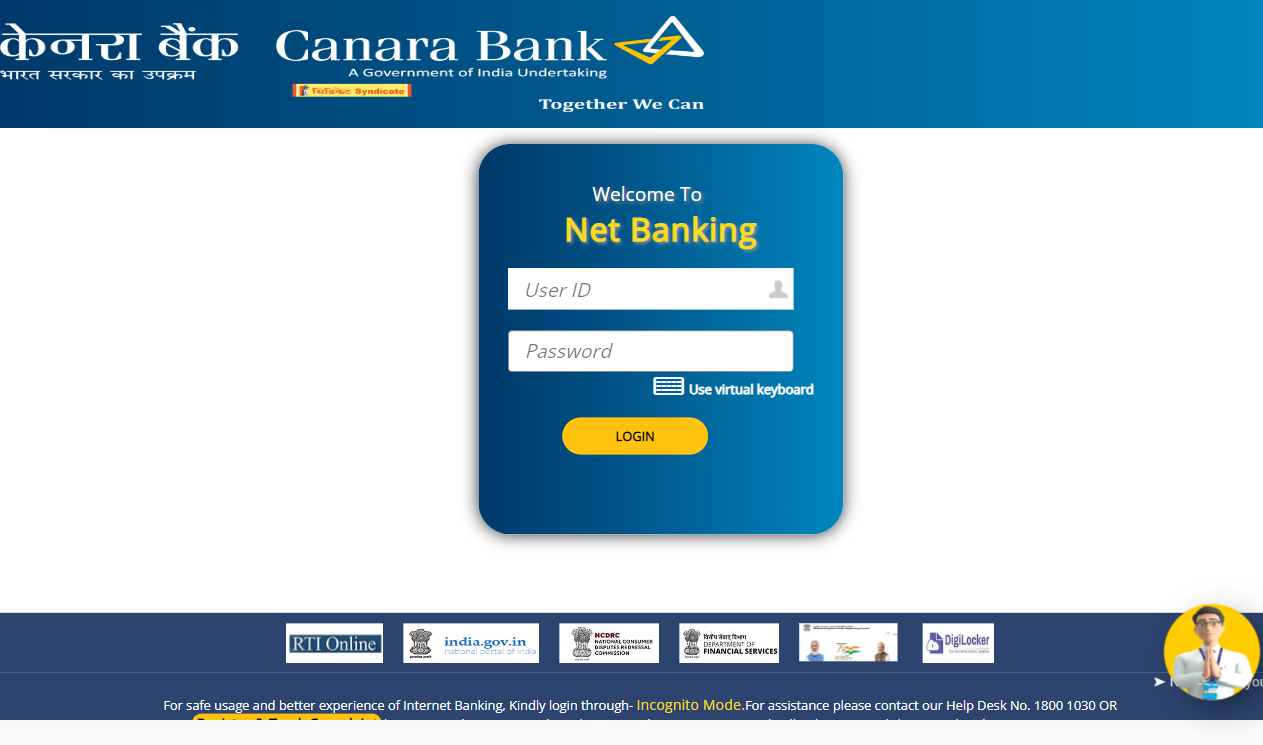 केनरा बैंक Canara Bank
भारत सरकार का उपक्रम A Government of India Undertaking
सिंडिकेट Syndicate
Together We Can
Welcome To
Net Banking
User ID
Password
Use virtual keyboard
LOGIN
RTI Online
india.gov.in
national portal of india
NCDRC
NATIONAL CONSUMER
DISPUTES REDRESSAL
COMMISSION
वित्तीय सेवाएं विभाग
DEPARTMENT OF
FINANCIAL SERVICES
DigiLocker
For safe usage and better experience of Internet Banking, Kindly login through- Incognito Mode.For assistance please contact our Help Desk No. 1800 1030 OR